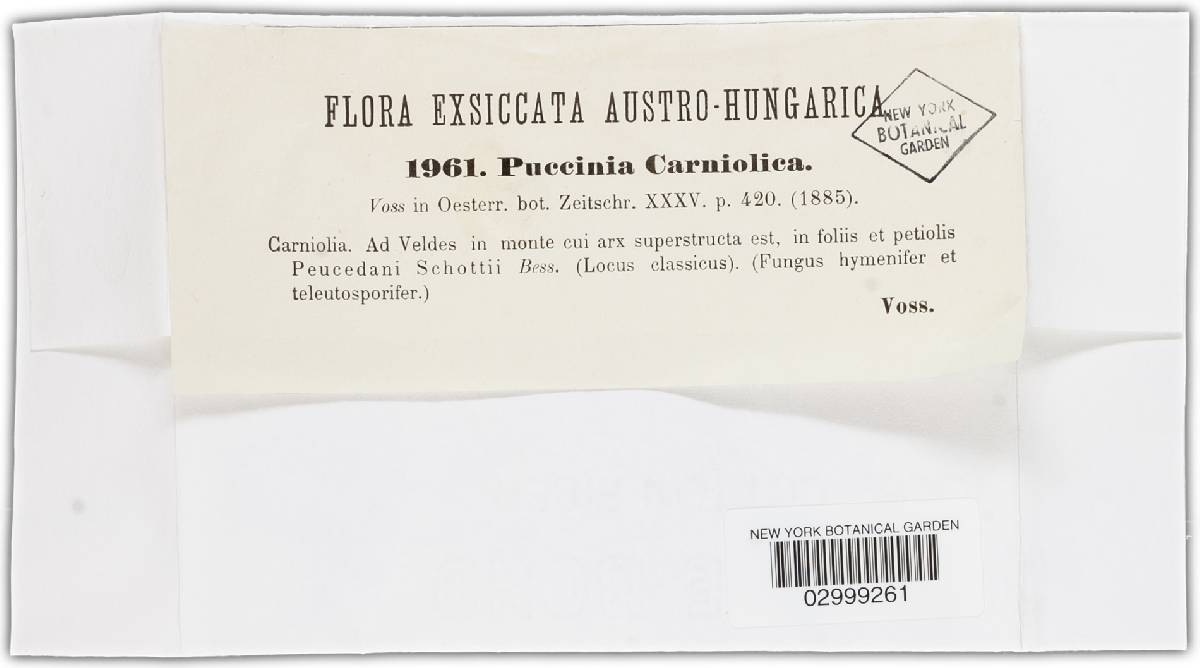 FLORA EXSICCATA AUSTRO-HUNGARICA
NEW YORK
BOTANICAL
GARDEN
1961. Puccinia Carniolica.
Voss in Oesterr. bot. Zeitschr. XXXV. p. 420. (1885).
Carniolia. Ad Veldes in monte cui arx superstructa est, in foliis et petiolis
Peucedani Schottii Bess. (Locus classicus). (Fungus hymenifer et
teleutosporifer.)
Voss.
NEW YORK BOTANICAL GARDEN
02999261